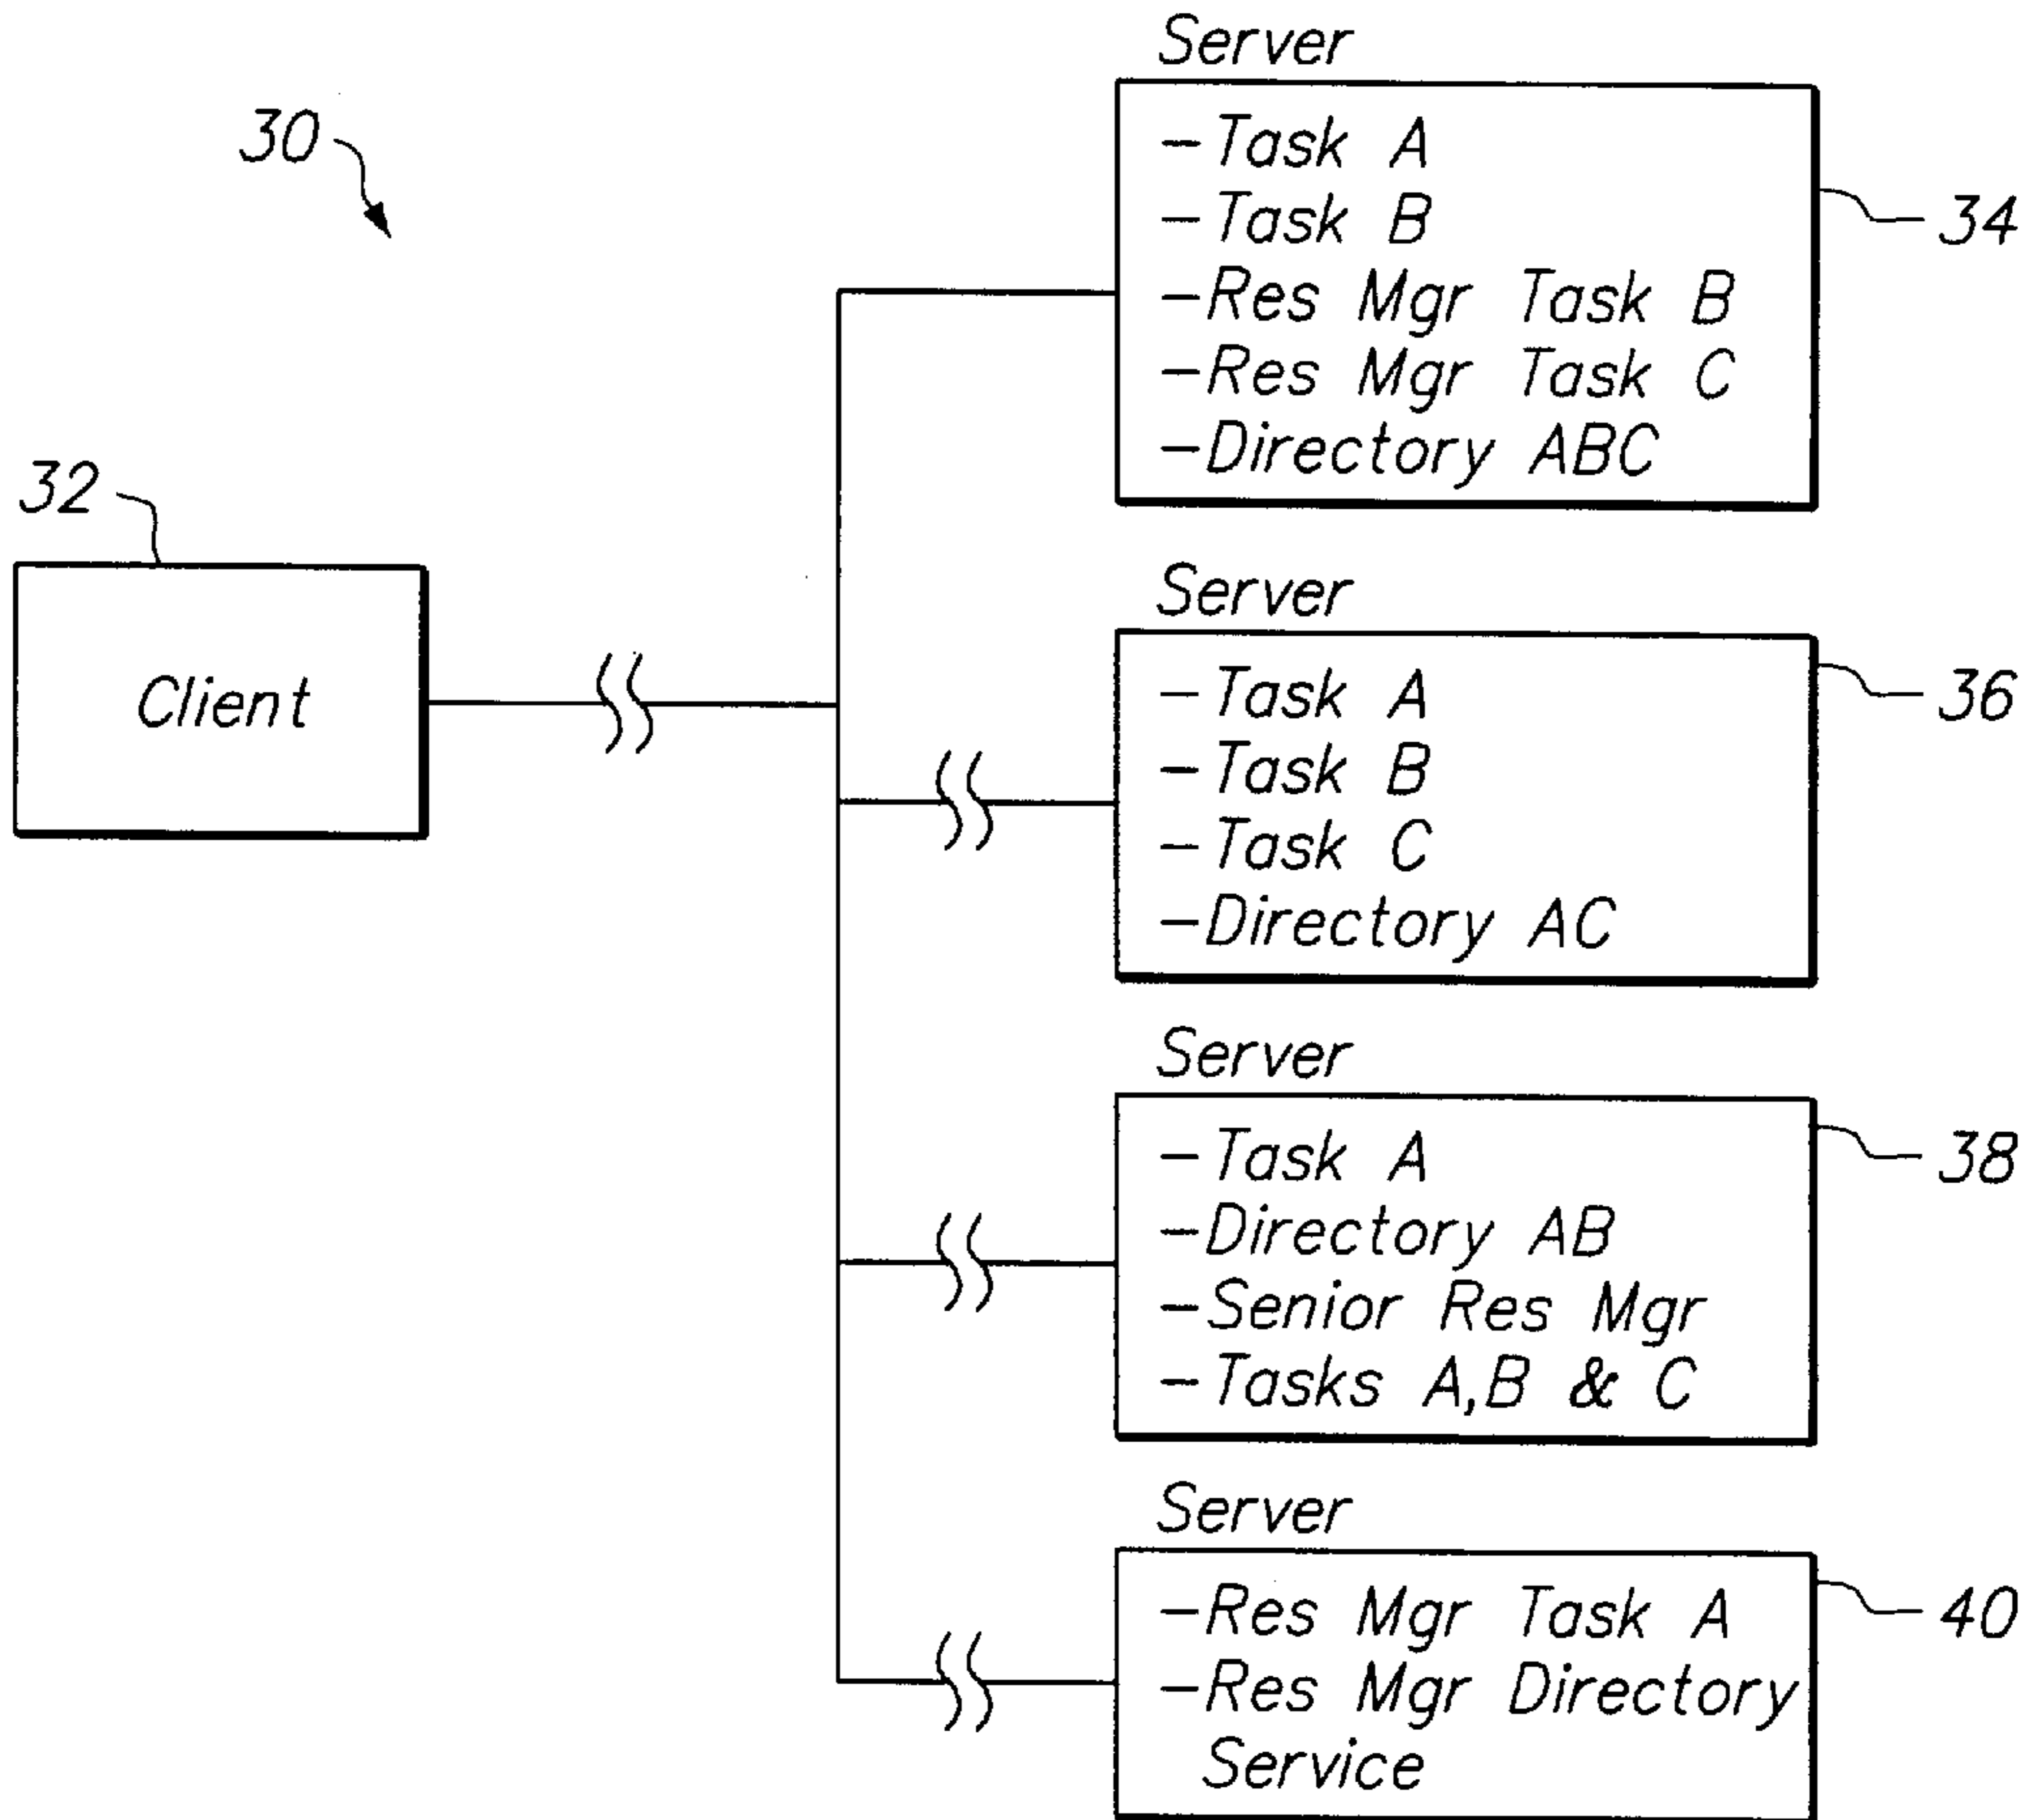 30
32
Client
Server
-Task A
-Task B
-Res Mgr Task B
-Res Mgr Task C
-Directory ABC
34
Server
-Task A
-Task B
-Task C
-Directory AC
36
Server
-Task A
-Directory AB
-Senior Res Mgr
-Tasks A,B & C
38
Server
-Res Mgr Task A
-Res Mgr Directory
Service
40